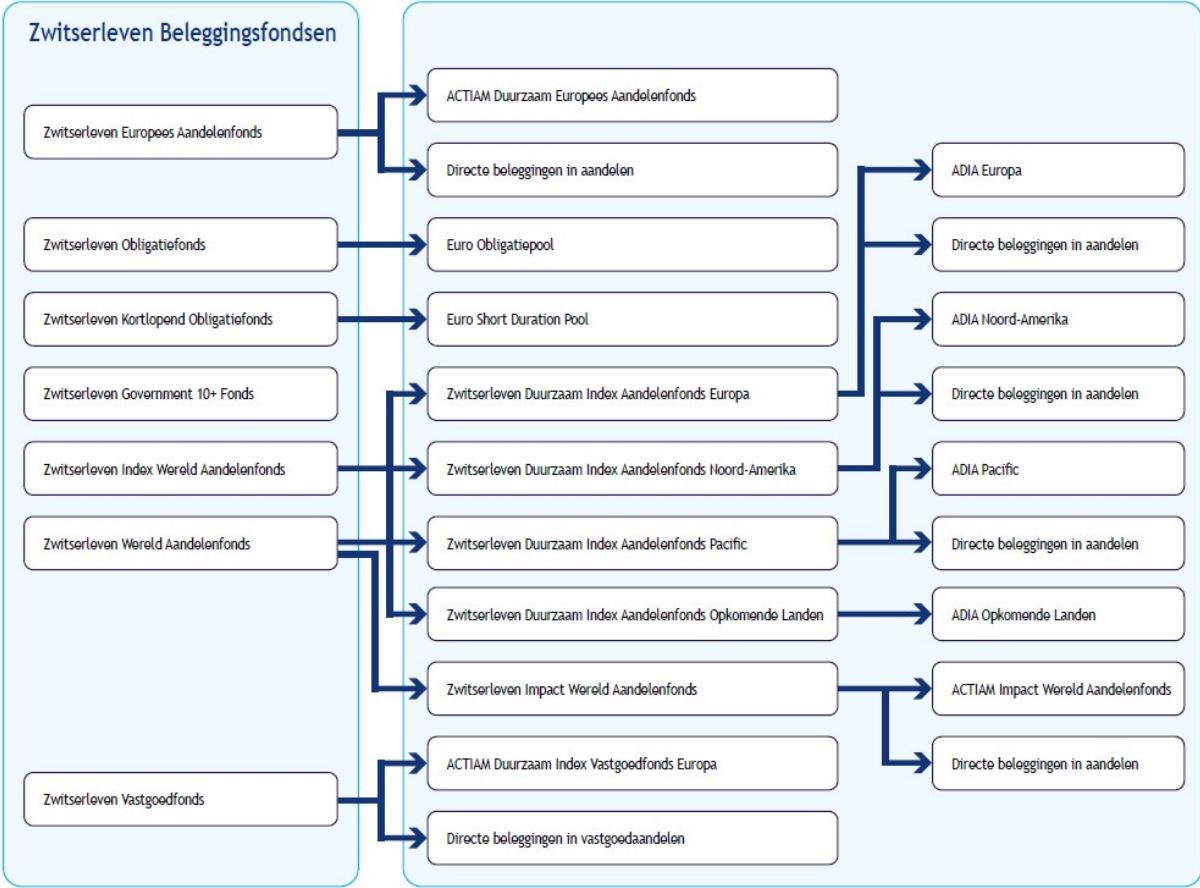 Zwitserleven Beleggingsfondsen
Zwitserleven Europees Aandelenfonds
Zwitserleven Obligatiefonds
Zwitserleven Kortlopend Obligatiefonds
Zwitserleven Government 10+ Fonds
Zwitserleven Index Wereld Aandelenfonds
Zwitserleven Wereld Aandelenfonds
Zwitserleven Vastgoedfonds
ACTIAM Duurzaam Europees Aandelenfonds
Directe beleggingen in aandelen
Euro Obligatiepool
Euro Short Duration Pool
Zwitserleven Duurzaam Index Aandelenfonds Europa
Zwitserleven Duurzaam Index Aandelenfonds Noord-Amerika
Zwitserleven Duurzaam Index Aandelenfonds Pacific
Zwitserleven Duurzaam Index Aandelenfonds Opkomende Landen
Zwitserleven Impact Wereld Aandelenfonds
ACTIAM Duurzaam Index Vastgoedfonds Europa
Directe beleggingen in vastgoedaandelen
ADIA Europa
Directe beleggingen in aandelen
ADIA Noord-Amerika
Directe beleggingen in aandelen
ADIA Pacific
Directe beleggingen in aandelen
ADIA Opkomende Landen
ACTIAM Impact Wereld Aandelenfonds
Directe beleggingen in aandelen